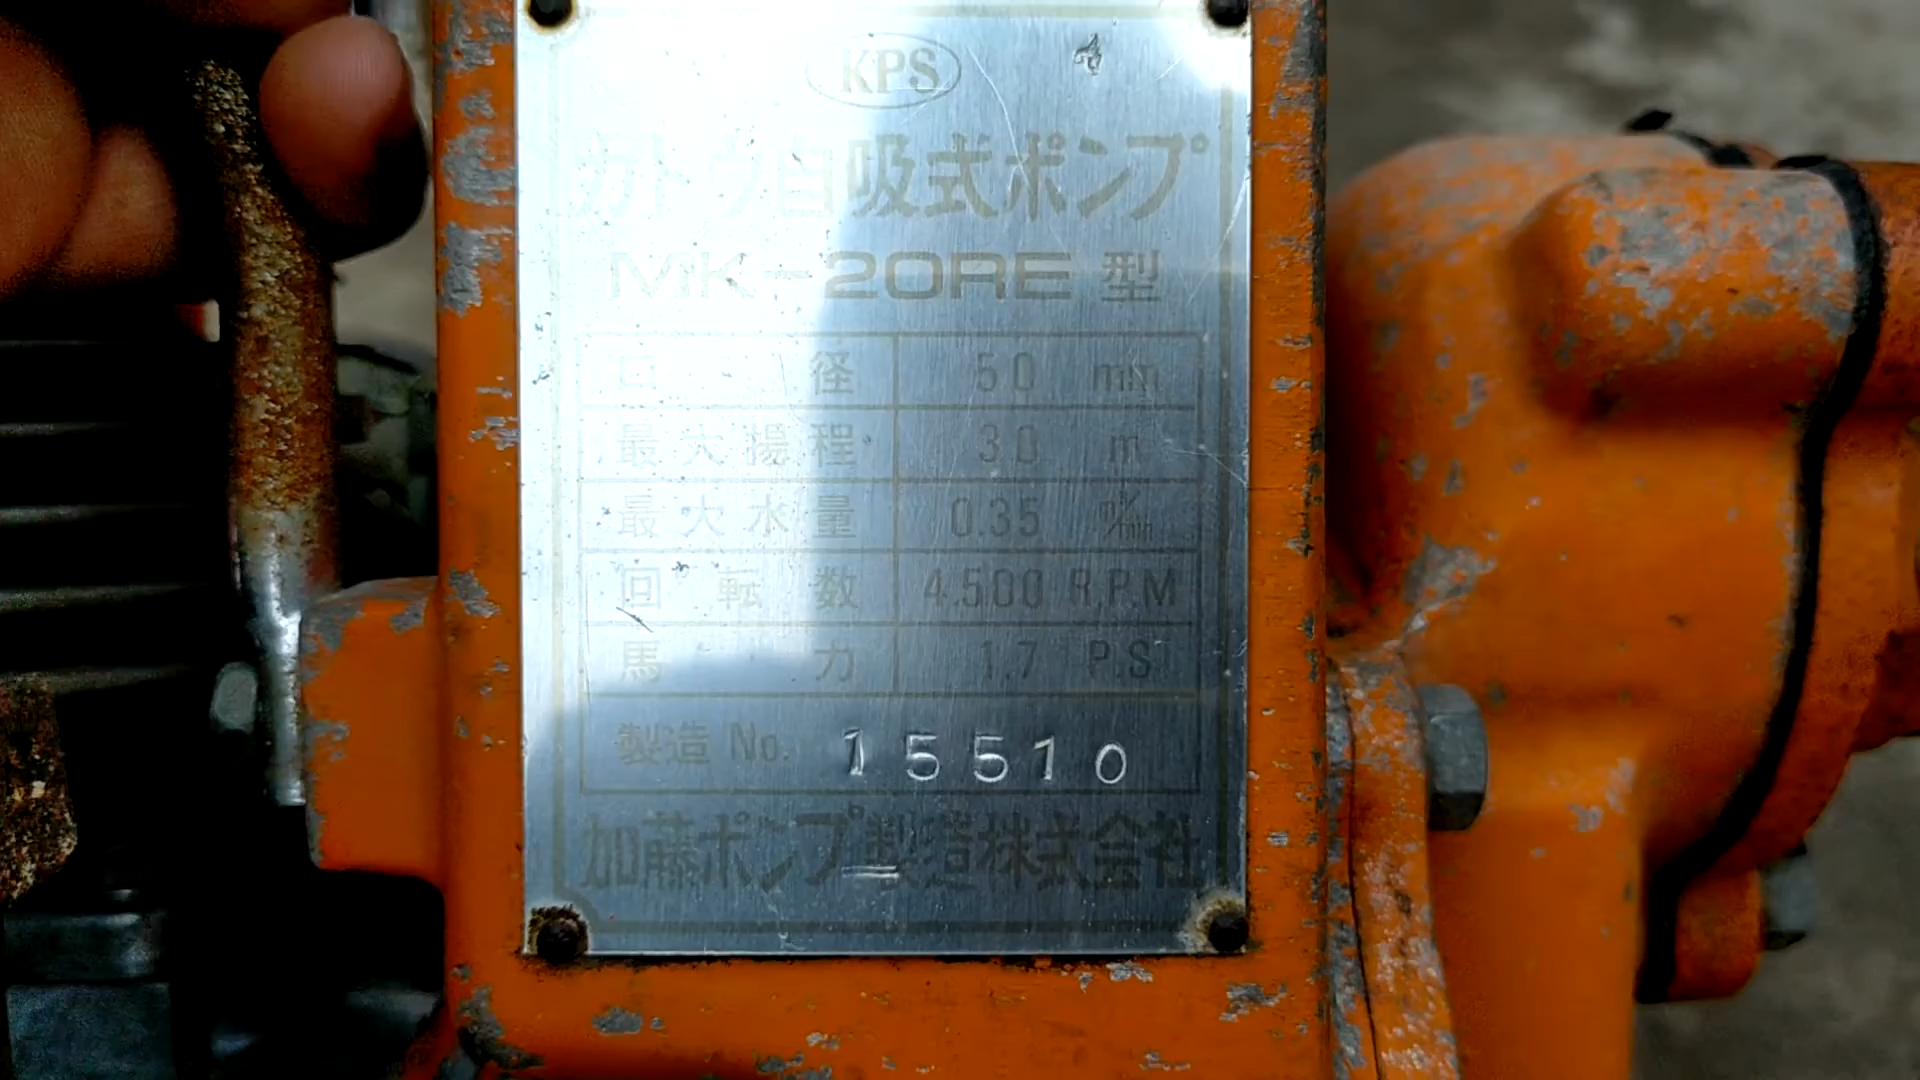 KPS
カトウ自吸式ポンプ
MK-20RE 型
口 径 50 mm
最大揚程 30 m
最大水量 0.35 m³/min
回転数 4.500 R.P.M
馬力 1.7 P.S
製造 No. 15510
加藤ポンプ製造株式会社